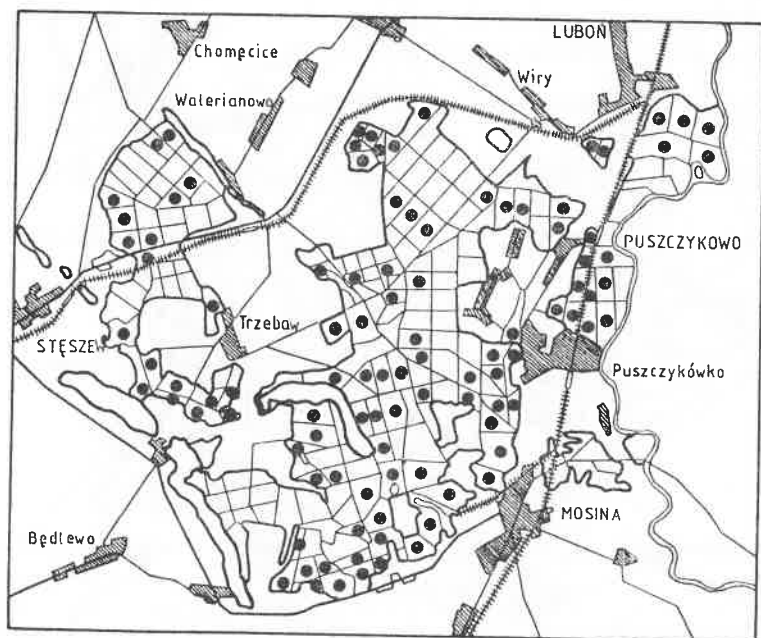 LUBOŃ
Chomęcice
Wiry
Walerianowo
PUSZCZYKOWO
Trzebaw
STĘSZEW
Puszczykówko
MOSINA
Będlewo